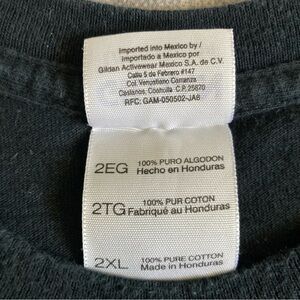 Imported into Mexico by /
Importado a Mexico por
Gildan Activewear Mexico S.A. de C.V.
Calle 5 de Febrero #147
Col. Venustiano Carranza
Castanos, Coahuila C.P. 25870
RFC: GAM-050502-JA8
2EG 100% PURO ALGODON
Hecho en Honduras
2TG 100% PUR COTON
Fabriqué au Honduras
2XL 100% PURE COTTON
Made in Honduras